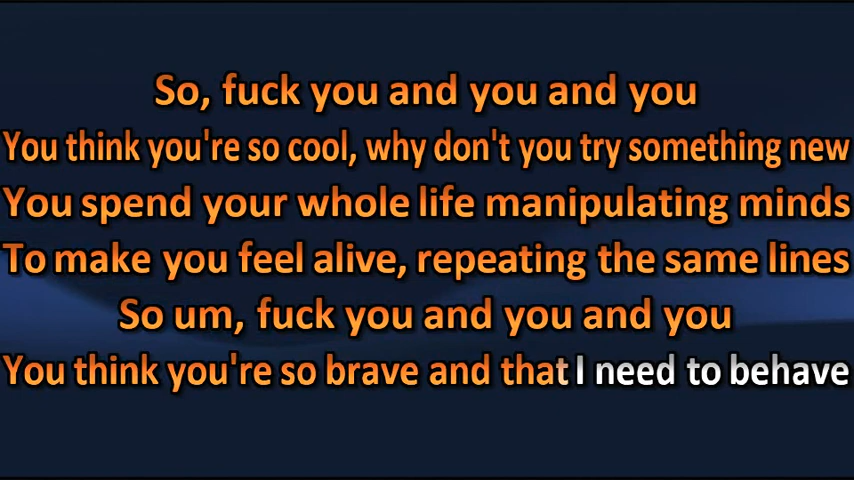 So, fuck you and you and you
You think you're so cool, why don't you try something new
You spend your whole life manipulating minds
To make you feel alive, repeating the same lines
So um, fuck you and you and you
You think you're so brave and that I need to behave